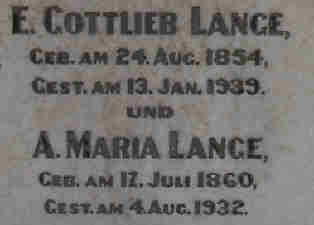 E. GOTTLIEB LANGE,
GEB. AM 24. AUG. 1854,
GEST. AM 13. JAN. 1939.
UND
A. MARIA LANGE,
GEB. AM 17. JULI 1860,
GEST. AM 4. AUG. 1932.